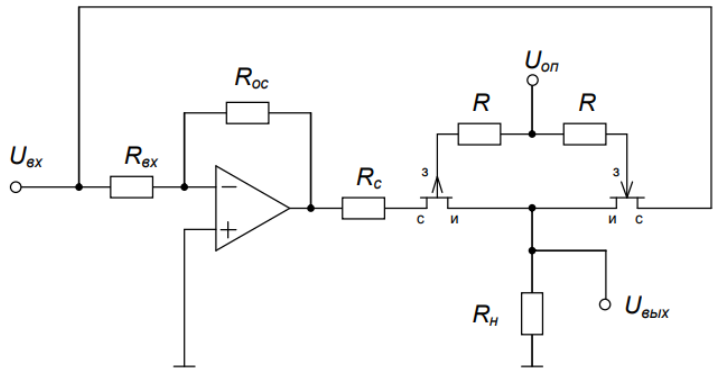 Uоп
Rос
R
R
Uвх
Rвх
Rс
з
з
−
+
с
и
и
с
Rн
Uвых